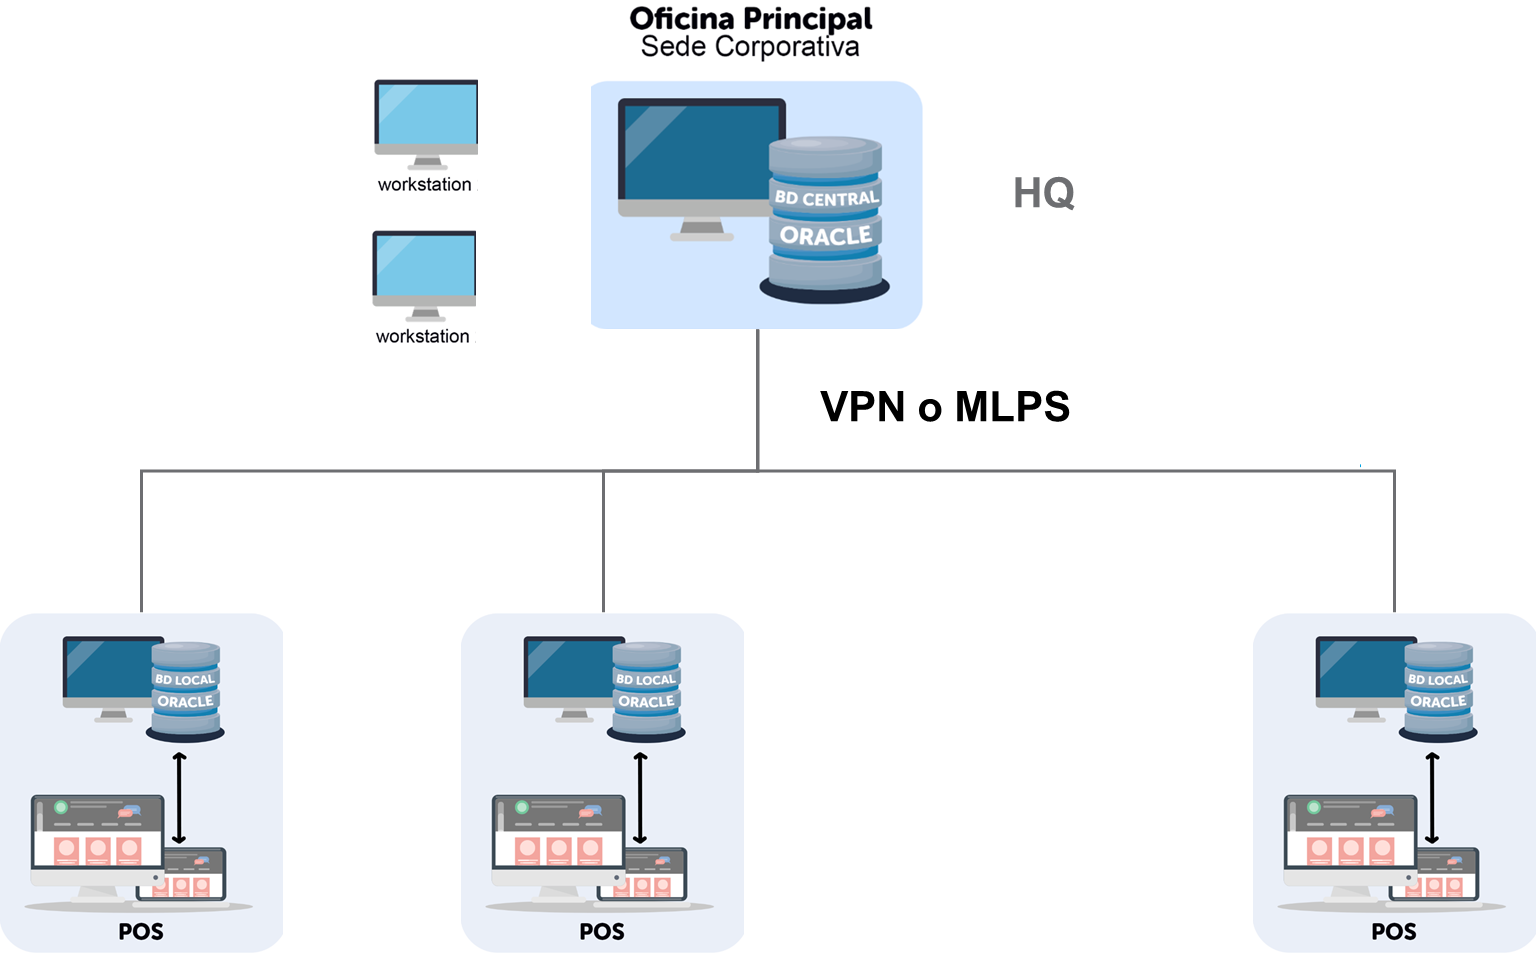 Oficina Principal
Sede Corporativa
workstation
BD CENTRAL
ORACLE
HQ
workstation
VPN o MLPS
BD LOCAL
ORACLE
POS
BD LOCAL
ORACLE
POS
BD LOCAL
ORACLE
POS